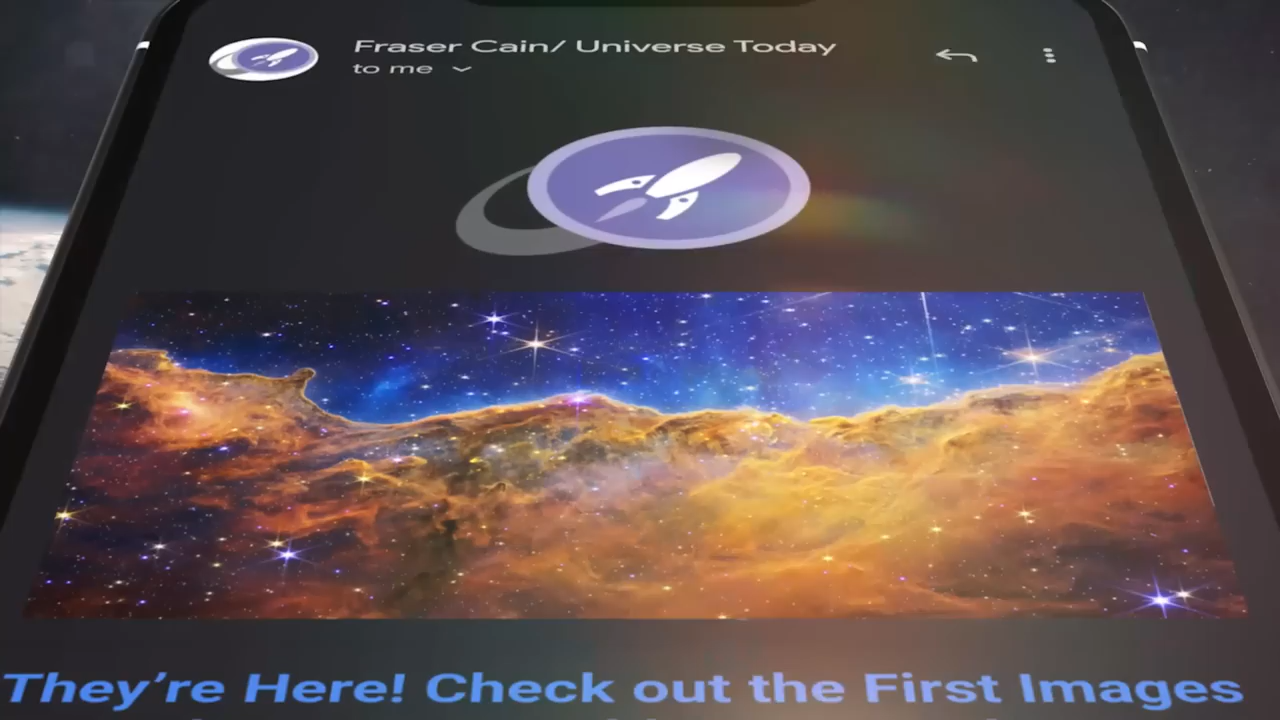 Fraser Cain/ Universe Today
to me
They're Here! Check out the First Images